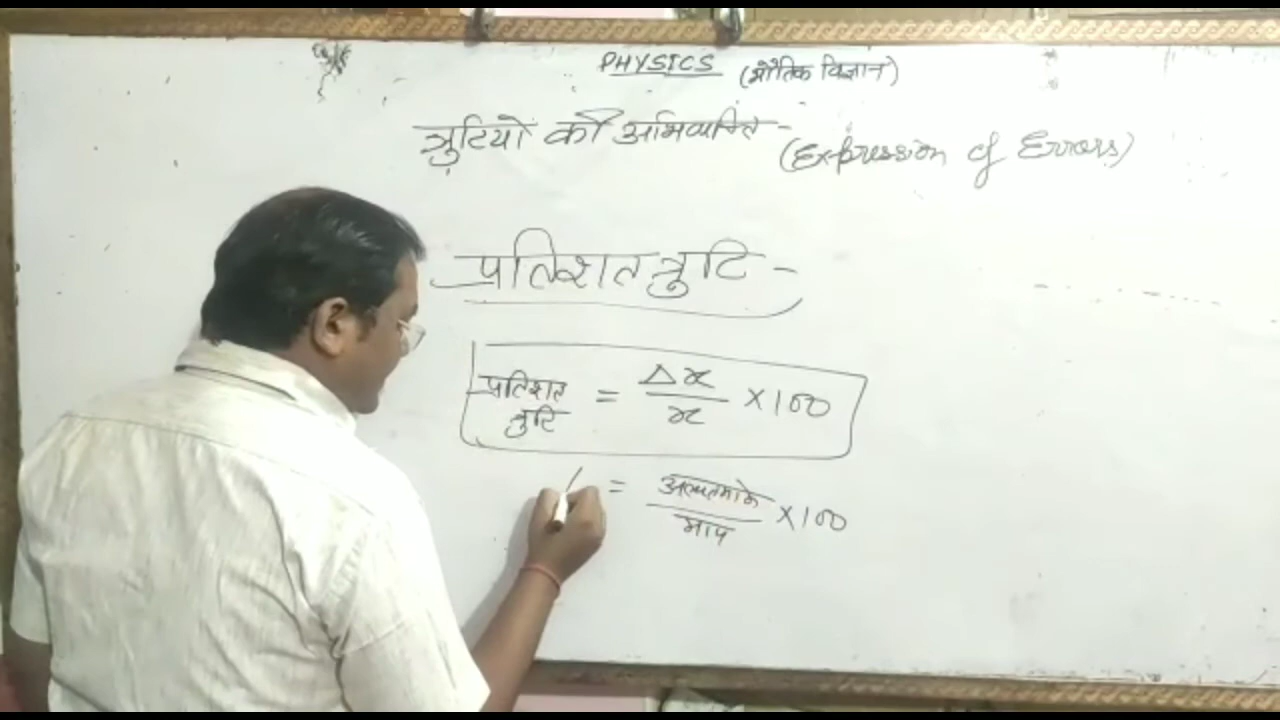 PHYSICS (भौतिक विज्ञान)
त्रुटियों की अभिव्यक्ति - (Expression of Errors)
प्रतिशत त्रुटि -
प्रतिशत त्रुटि = Δx/x ×100
= अल्पतमांक/माप ×100